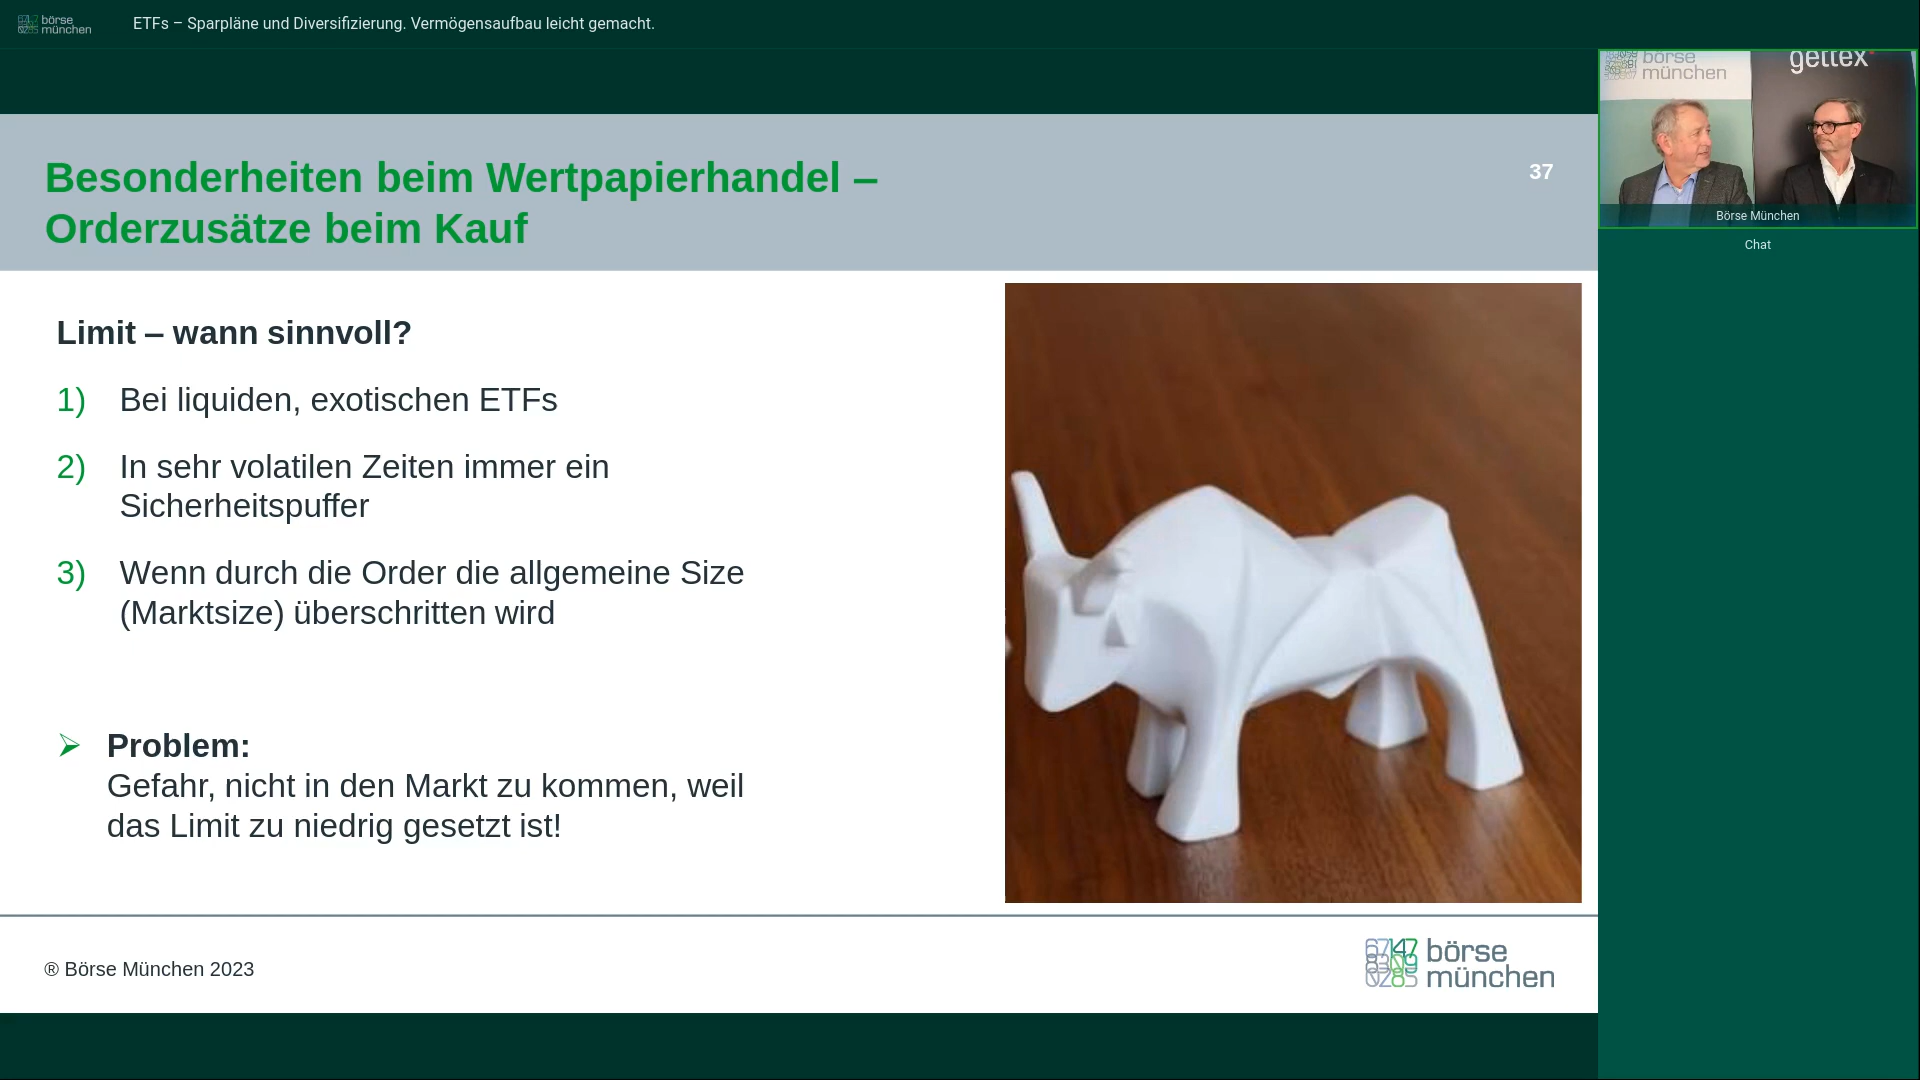 börse
münchen
ETFs – Sparpläne und Diversifizierung. Vermögensaufbau leicht gemacht.
börse
münchen
gettex
Börse München
Chat
Besonderheiten beim Wertpapierhandel –
Orderzusätze beim Kauf
37
Limit – wann sinnvoll?
1) Bei liquiden, exotischen ETFs
2) In sehr volatilen Zeiten immer ein
Sicherheitspuffer
3) Wenn durch die Order die allgemeine Size
(Marktsize) überschritten wird
Problem:
Gefahr, nicht in den Markt zu kommen, weil
das Limit zu niedrig gesetzt ist!
® Börse München 2023
börse
münchen